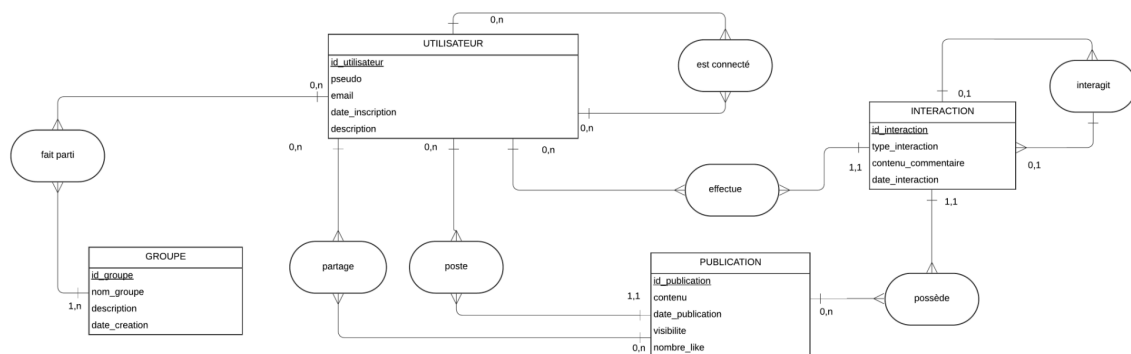 0,n
UTILISATEUR
id_utilisateur
pseudo
email
date_inscription
description
est connecté
0,n
0,n
0,n
0,n
0,n
fait parti
GROUPE
id_groupe
nom_groupe
description
date_creation
1,n
partage
poste
effectue
1,1
INTERACTION
id_interaction
type_interaction
contenu_commentaire
date_interaction
0,1
interagit
0,1
1,1
possède
0,n
PUBLICATION
id_publication
contenu
date_publication
visibilite
nombre_like
1,1
0,n